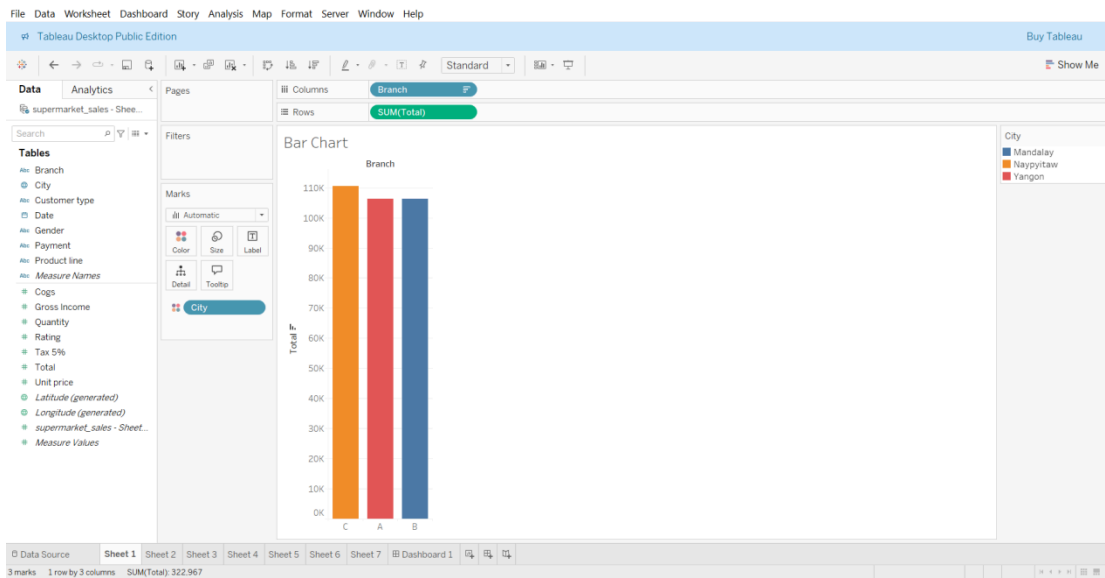 File Data Worksheet Dashboard Story Analysis Map Format Server Window Help
Tableau Desktop Public Edition Buy Tableau
Standard Show Me
Data Analytics Pages Columns Branch
supermarket_sales - Shee... Rows SUM(Total)
Search Filters Bar Chart City
Tables Branch Mandalay
Abc Branch Naypyitaw
City Yangon
Abc Customer type Marks 110K
Date Automatic 100K
Abc Gender Color Size Label 90K
Abc Payment Detail Tooltip 80K
Abc Product line City 70K
Abc Measure Names 60K
# Cogs 50K
# Gross Income 40K
# Quantity 30K
# Rating 20K
# Tax 5% 10K
# Total 0K
# Unit price Total
Latitude (generated) C A B
Longitude (generated)
# supermarket_sales - Sheet...
# Measure Values
Data Source Sheet 1 Sheet 2 Sheet 3 Sheet 4 Sheet 5 Sheet 6 Sheet 7 Dashboard 1
3 marks 1 row by 3 columns SUM(Total): 322.967